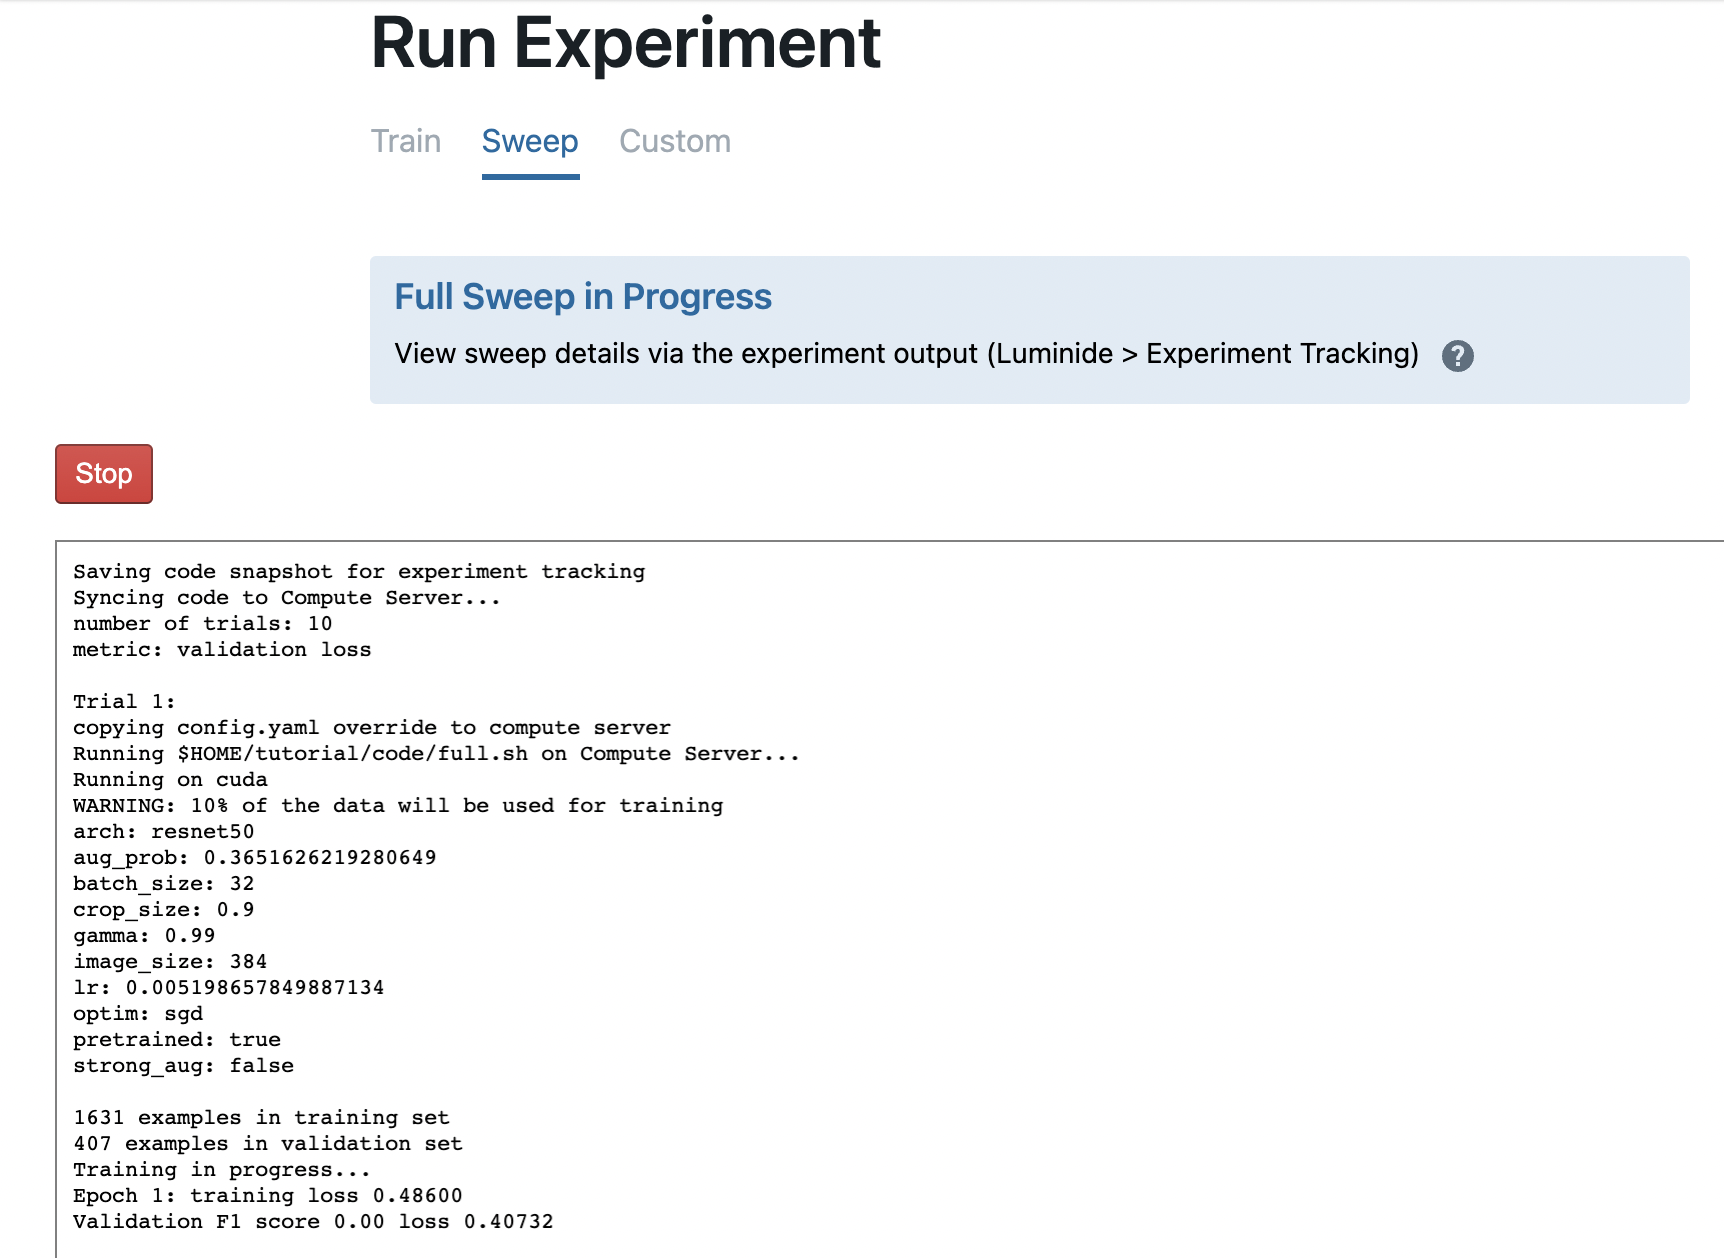 Run Experiment
Train Sweep Custom
Full Sweep in Progress
View sweep details via the experiment output (Luminide > Experiment Tracking) ?
Stop
Saving code snapshot for experiment tracking
Syncing code to Compute Server...
number of trials: 10
metric: validation loss
Trial 1:
copying config.yaml override to compute server
Running $HOME/tutorial/code/full.sh on Compute Server...
Running on cuda
WARNING: 10% of the data will be used for training
arch: resnet50
aug_prob: 0.3651626219280649
batch_size: 32
crop_size: 0.9
gamma: 0.99
image_size: 384
lr: 0.005198657849887134
optim: sgd
pretrained: true
strong_aug: false
1631 examples in training set
407 examples in validation set
Training in progress...
Epoch 1: training loss 0.48600
Validation F1 score 0.00 loss 0.40732